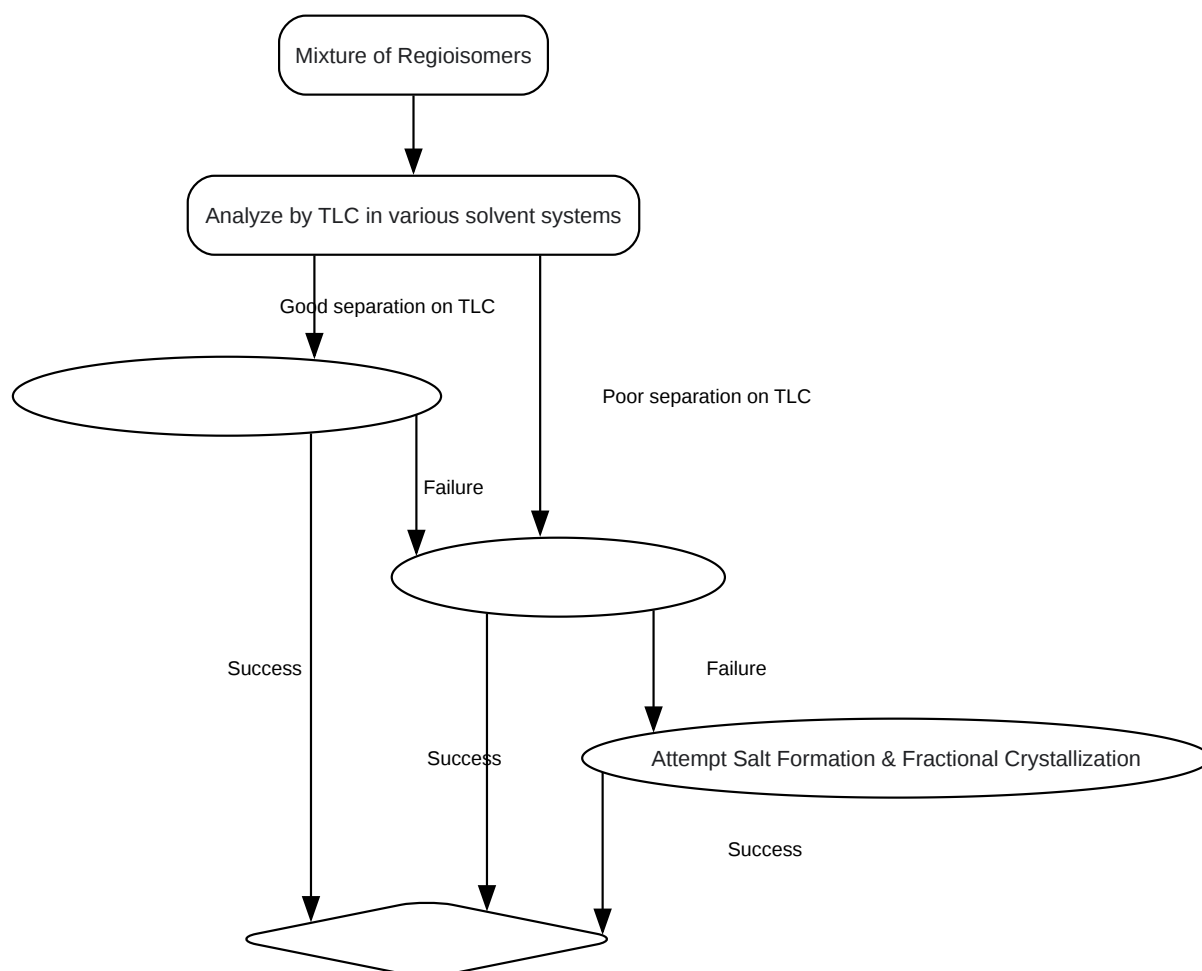 Mixture of Regioisomers
Analyze by TLC in various solvent systems
Good separation on TLC
Poor separation on TLC
Failure
Success
Failure
Success
Attempt Salt Formation & Fractional Crystallization
Success